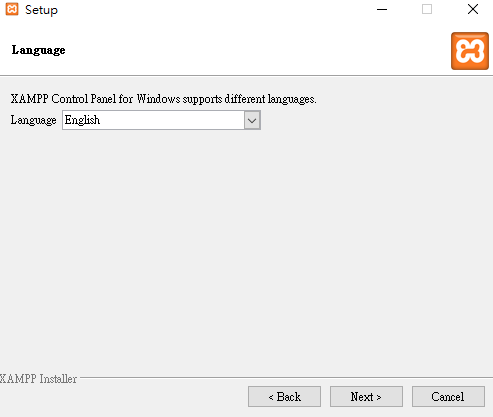 Setup
Language
XAMPP Control Panel for Windows supports different languages.
Language English
XAMPP Installer
< Back Next > Cancel